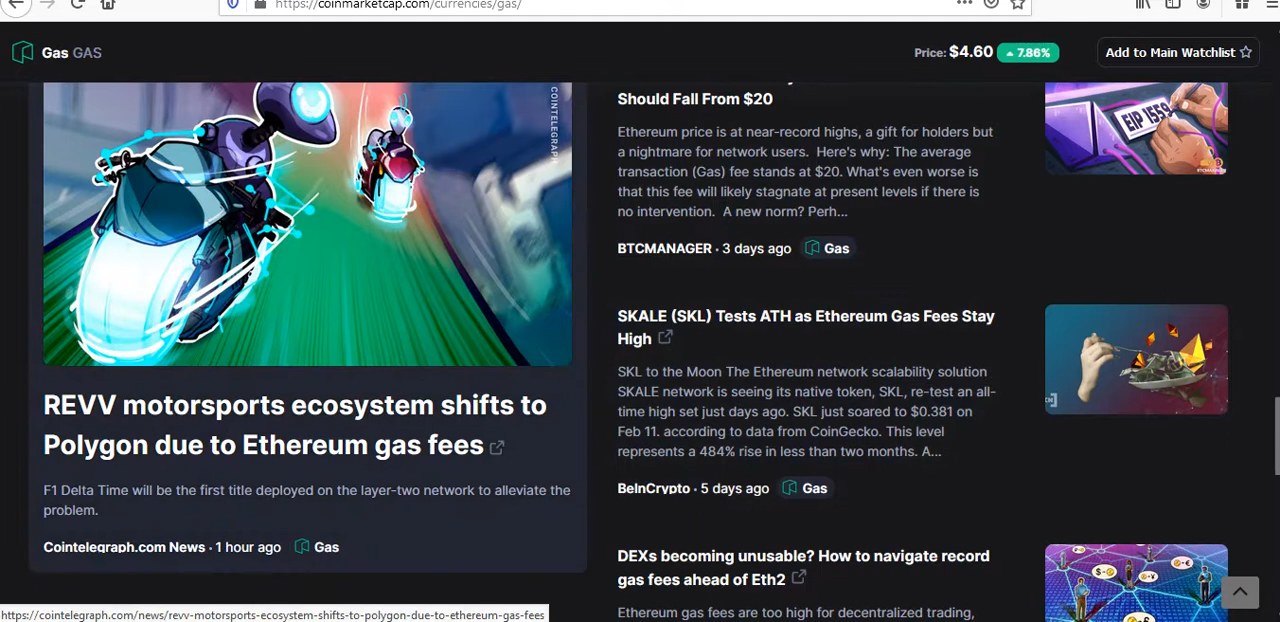 https://coinmarketcap.com/currencies/gas/
Gas GAS
Price: $4.60
7.86%
Add to Main Watchlist
COINTELEGRAPH
REVV motorsports ecosystem shifts to
Polygon due to Ethereum gas fees
F1 Delta Time will be the first title deployed on the layer-two network to alleviate the
problem.
Cointelegraph.com News · 1 hour ago Gas
Should Fall From $20
Ethereum price is at near-record highs, a gift for holders but
a nightmare for network users. Here's why: The average
transaction (Gas) fee stands at $20. What's even worse is
that this fee will likely stagnate at present levels if there is
no intervention. A new norm? Perh...
BTCMANAGER · 3 days ago Gas
EIP 1559
BTCMANAGER
SKALE (SKL) Tests ATH as Ethereum Gas Fees Stay
High
SKL to the Moon The Ethereum network scalability solution
SKALE network is seeing its native token, SKL, re-test an all-
time high set just days ago. SKL just soared to $0.381 on
Feb 11. according to data from CoinGecko. This level
represents a 484% rise in less than two months. A...
BeInCrypto · 5 days ago Gas
DEXs becoming unusable? How to navigate record
gas fees ahead of Eth2
Ethereum gas fees are too high for decentralized trading,
https://cointelegraph.com/news/revv-motorsports-ecosystem-shifts-to-polygon-due-to-ethereum-gas-fees